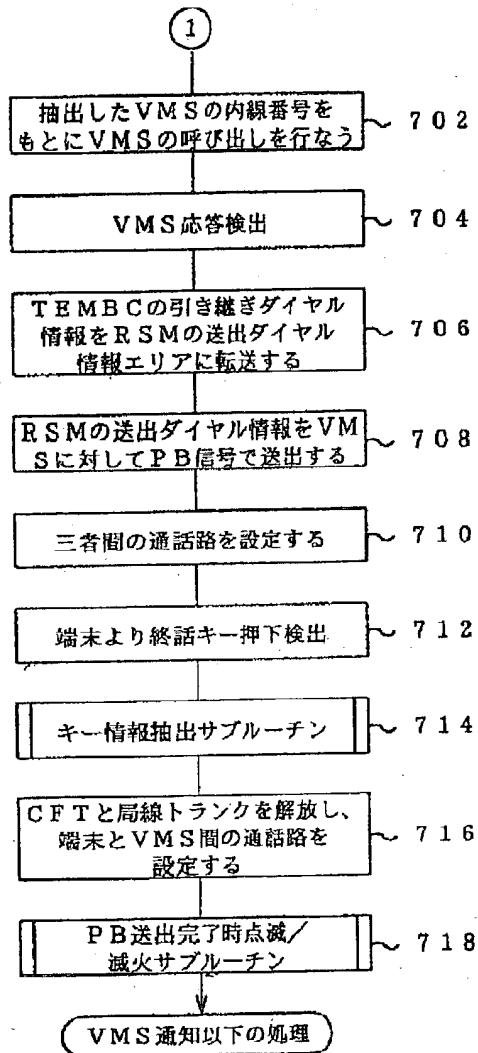 1
抽出したVMSの内線番号を
もとにVMSの呼び出しを行なう
702
VMS応答検出
704
TEMBCの引き継ぎダイヤル
情報をRSMの送出ダイヤル
情報エリアに転送する
706
RSMの送出ダイヤル情報をVM
Sに対してPB信号で送出する
708
三者間の通話路を設定する
710
端末より終話キー押下検出
712
キー情報抽出サブルーチン
714
CFTと局線トランクを解放し、
端末とVMS間の通話路を
設定する
716
PB送出完了時点滅/
滅火サブルーチン
718
VMS通知以下の処理